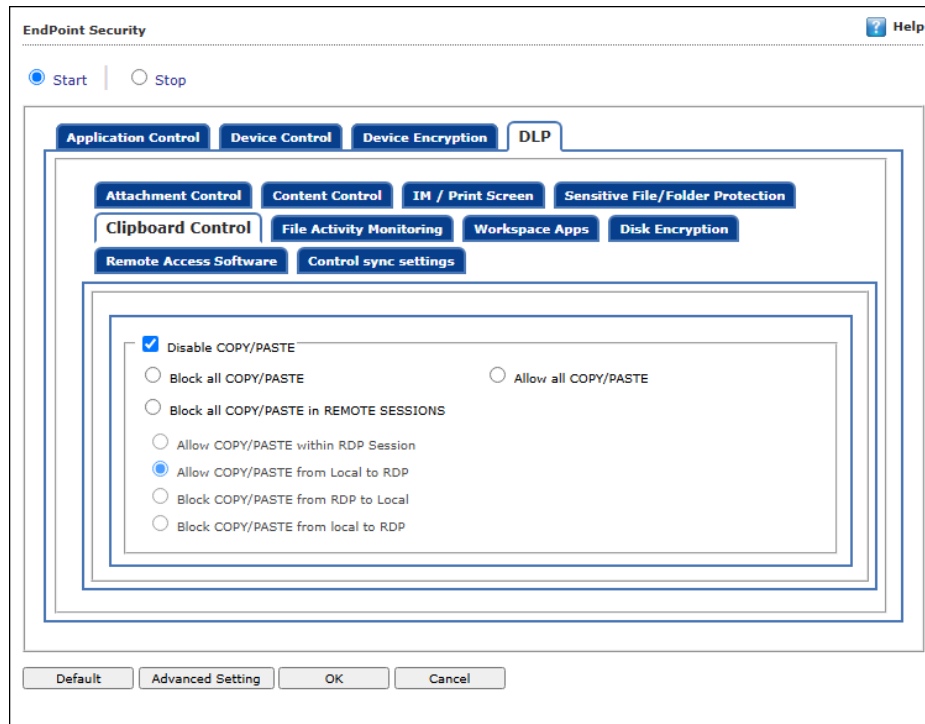 EndPoint Security
Help
Start Stop
Application Control Device Control Device Encryption DLP
Attachment Control Content Control IM / Print Screen Sensitive File/Folder Protection
Clipboard Control File Activity Monitoring Workspace Apps Disk Encryption
Remote Access Software Control sync settings
Disable COPY/PASTE
Block all COPY/PASTE Allow all COPY/PASTE
Block all COPY/PASTE in REMOTE SESSIONS
Allow COPY/PASTE within RDP Session
Allow COPY/PASTE from Local to RDP
Block COPY/PASTE from RDP to Local
Block COPY/PASTE from local to RDP
Default Advanced Setting OK Cancel